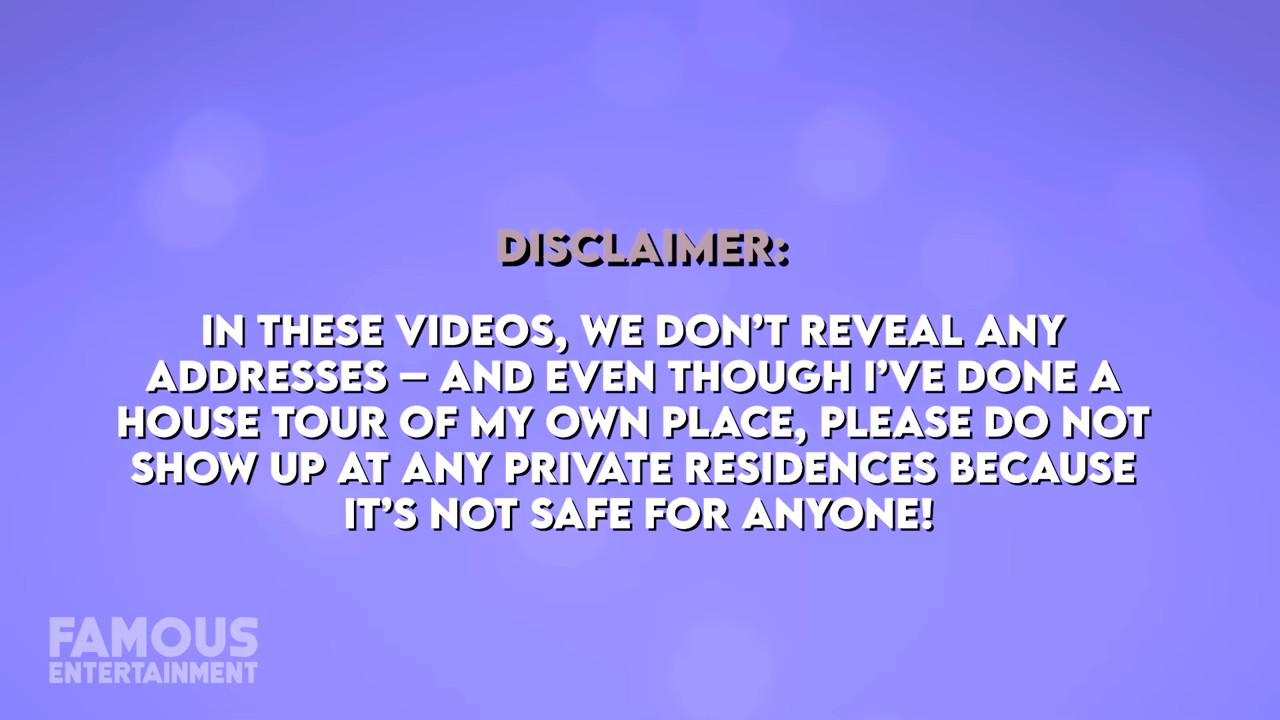 DISCLAIMER:
IN THESE VIDEOS, WE DON’T REVEAL ANY
ADDRESSES – AND EVEN THOUGH I’VE DONE A
HOUSE TOUR OF MY OWN PLACE, PLEASE DO NOT
SHOW UP AT ANY PRIVATE RESIDENCES BECAUSE
IT’S NOT SAFE FOR ANYONE!
FAMOUS
ENTERTAINMENT